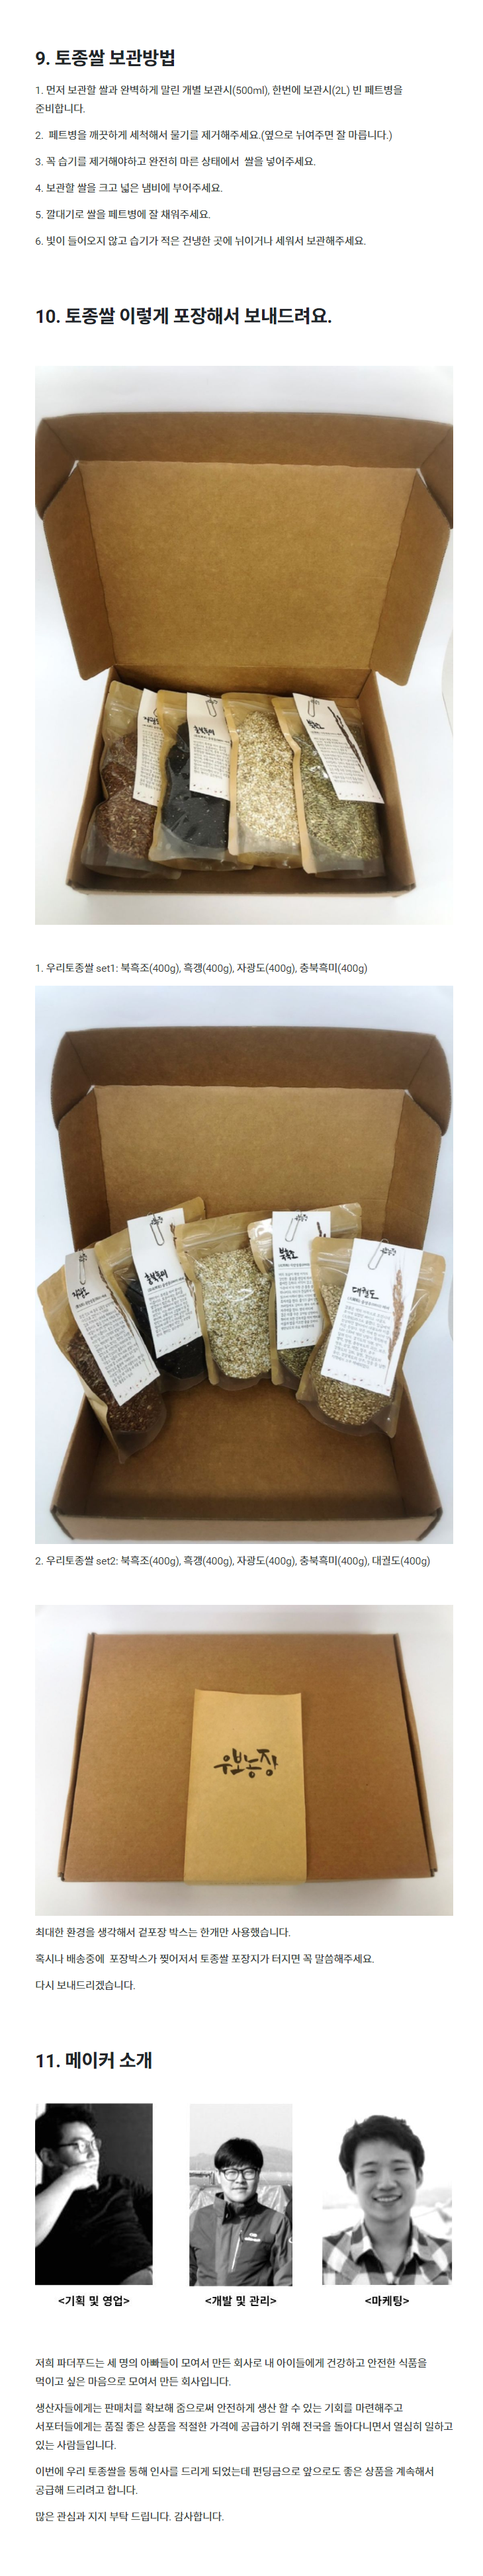 9. 토종쌀 보관방법
1. 먼저 보관할 쌀과 완벽하게 말린 개별 보관시(500ml), 한번에 보관시(2L) 빈 페트병을
준비합니다.
2. 페트병을 깨끗하게 세척해서 물기를 제거해주세요.(옆으로 뉘여주면 잘 마릅니다.)
3. 꼭 습기를 제거해야하고 완전히 마른 상태에서 쌀을 넣어주세요.
4. 보관할 쌀을 크고 넓은 냄비에 부어주세요.
5. 깔대기로 쌀을 페트병에 잘 채워주세요.
6. 빛이 들어오지 않고 습기가 적은 건냉한 곳에 뉘이거나 세워서 보관해주세요.
10. 토종쌀 이렇게 포장해서 보내드려요.
1. 우리토종쌀 set1: 북흑조(400g), 흑갱(400g), 자광도(400g), 충북흑미(400g)
자광도
충북흑미
북흑조
대궐도
2. 우리토종쌀 set2: 북흑조(400g), 흑갱(400g), 자광도(400g), 충북흑미(400g), 대궐도(400g)
우보농장
최대한 환경을 생각해서 겉포장 박스는 한개만 사용했습니다.
혹시나 배송중에 포장박스가 찢어저서 토종쌀 포장지가 터지면 꼭 말씀해주세요.
다시 보내드리겠습니다.
11. 메이커 소개
<기획 및 영업> <개발 및 관리> <마케팅>
저희 파더푸드는 세 명의 아빠들이 모여서 만든 회사로 내 아이들에게 건강하고 안전한 식품을
먹이고 싶은 마음으로 모여서 만든 회사입니다.
생산자들에게는 판매처를 확보해 줌으로써 안전하게 생산 할 수 있는 기회를 마련해주고
서포터들에게는 품질 좋은 상품을 적절한 가격에 공급하기 위해 전국을 돌아다니면서 열심히 일하고
있는 사람들입니다.
이번에 우리 토종쌀을 통해 인사를 드리게 되었는데 펀딩금으로 앞으로도 좋은 상품을 계속해서
공급해 드리려고 합니다.
많은 관심과 지지 부탁 드립니다. 감사합니다.